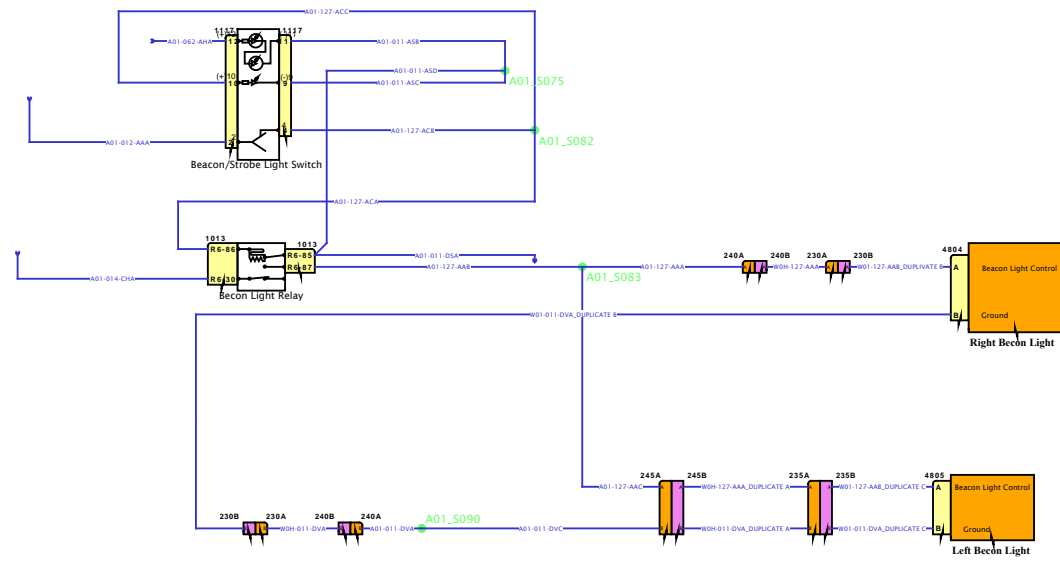 A01-127-ACC
1117
1117
(+)
12
1
A01-062-AHA
A01-011-ASB
A01-011-ASD
(+)10
10
(-)9
9
A01-011-ASC
A01_S075
4
A01-127-ACB
A01_S082
2
A01-012-AAA
Beacon/Strobe Light Switch
A01-127-ACA
1013
1013
R6-86
R6-85
A01-011-DSA
R6-87
A01-127-AAB
R6-30
A01-014-CHA
Becon Light Relay
A01_S083
A01-127-AAA
240A
240B
W0H-127-AAA
230A
230B
W01-127-AAB_DUPLIVATE B
4804
A
Beacon Light Control
W01-011-DVA_DUPLICATE B
B
Ground
Right Becon Light
245A
245B
235A
235B
4805
A01-127-AAC
A
A
W0H-127-AAA_DUPLICATE A
A
A
W01-127-AAB_DUPLICATE C
A
Beacon Light Control
230B
230A
240B
240A
A01_S090
W0H-011-DVA
A01-011-DVA
A01-011-DVC
B
B
W0H-011-DVA_DUPLICATE A
B
B
W01-011-DVA_DUPLICATE C
B
Ground
Left Becon Light